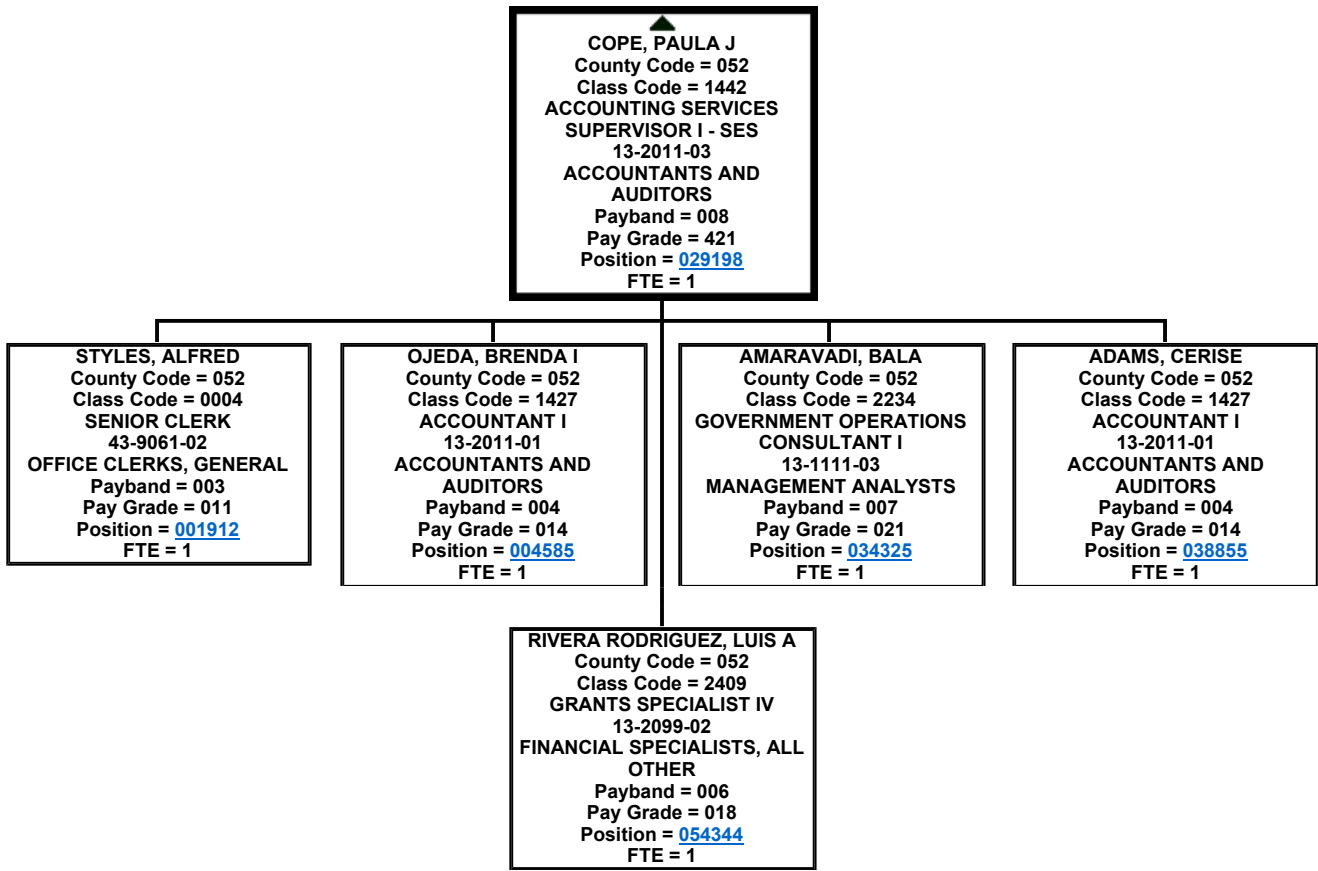 COPE, PAULA J
County Code = 052
Class Code = 1442
ACCOUNTING SERVICES
SUPERVISOR I - SES
13-2011-03
ACCOUNTANTS AND
AUDITORS
Payband = 008
Pay Grade = 421
Position = 029198
FTE = 1
STYLES, ALFRED
County Code = 052
Class Code = 0004
SENIOR CLERK
43-9061-02
OFFICE CLERKS, GENERAL
Payband = 003
Pay Grade = 011
Position = 001912
FTE = 1
OJEDA, BRENDA I
County Code = 052
Class Code = 1427
ACCOUNTANT I
13-2011-01
ACCOUNTANTS AND
AUDITORS
Payband = 004
Pay Grade = 014
Position = 004585
FTE = 1
AMARAVADI, BALA
County Code = 052
Class Code = 2234
GOVERNMENT OPERATIONS
CONSULTANT I
13-1111-03
MANAGEMENT ANALYSTS
Payband = 007
Pay Grade = 021
Position = 034325
FTE = 1
ADAMS, CERISE
County Code = 052
Class Code = 1427
ACCOUNTANT I
13-2011-01
ACCOUNTANTS AND
AUDITORS
Payband = 004
Pay Grade = 014
Position = 038855
FTE = 1
RIVERA RODRIGUEZ, LUIS A
County Code = 052
Class Code = 2409
GRANTS SPECIALIST IV
13-2099-02
FINANCIAL SPECIALISTS, ALL
OTHER
Payband = 006
Pay Grade = 018
Position = 054344
FTE = 1